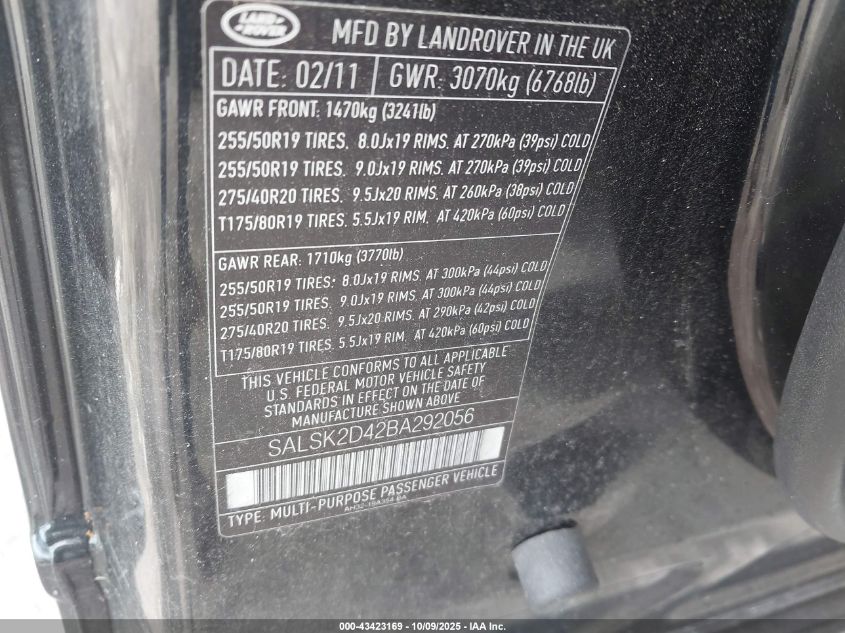 LAND
ROVER
MFD BY LANDROVER IN THE UK
DATE: 02/11 GWR: 3070kg (6768lb)
GAWR FRONT: 1470kg (3241lb)
255/50R19 TIRES. 8.0Jx19 RIMS. AT 270kPa (39psi) COLD
255/50R19 TIRES. 9.0Jx19 RIMS. AT 270kPa (39psi) COLD
275/40R20 TIRES. 9.5Jx20 RIMS. AT 260kPa (38psi) COLD
T175/80R19 TIRES. 5.5Jx19 RIM. AT 420kPa (60psi) COLD
GAWR REAR: 1710kg (3770lb)
255/50R19 TIRES. 8.0Jx19 RIMS. AT 300kPa (44psi) COLD
255/50R19 TIRES. 9.0Jx19 RIMS. AT 300kPa (44psi) COLD
275/40R20 TIRES. 9.5Jx20 RIMS. AT 290kPa (42psi) COLD
T175/80R19 TIRES. 5.5Jx19 RIM. AT 420kPa (60psi) COLD
THIS VEHICLE CONFORMS TO ALL APPLICABLE
U.S. FEDERAL MOTOR VEHICLE SAFETY
STANDARDS IN EFFECT ON THE DATE OF
MANUFACTURE SHOWN ABOVE
SALSK2D42BA292056
TYPE: MULTI-PURPOSE PASSENGER VEHICLE
000-43423169 - 10/09/2025 - IAA Inc.